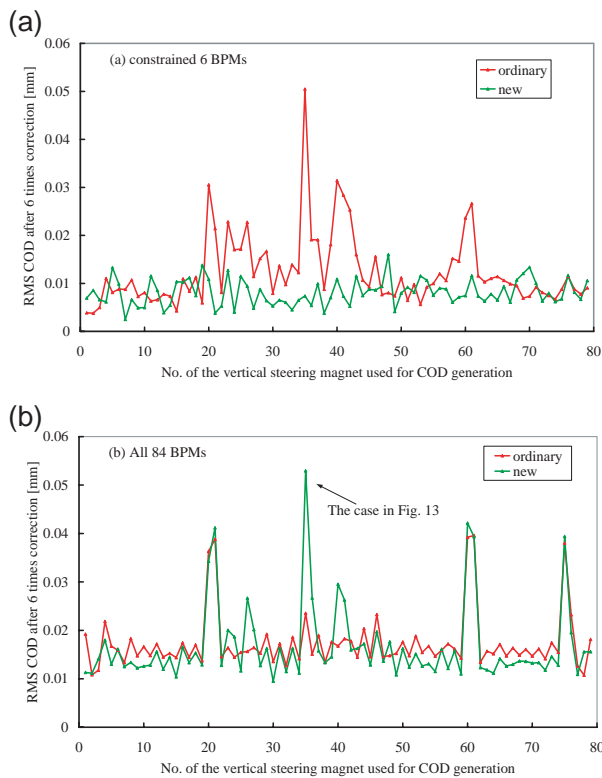 (a)
0.06
0.05
0.04
0.03
0.02
0.01
0
RMS COD after 6 times correction [mm]
(a) constrained 6 BPMs
ordinary
new
0 10 20 30 40 50 60 70 80
No. of the vertical steering magnet used for COD generation
(b)
0.06
0.05
0.04
0.03
0.02
0.01
0
RMS COD after 6 times correction [mm]
(b) All 84 BPMs
ordinary
new
The case in Fig. 13
0 10 20 30 40 50 60 70 80
No. of the vertical steering magnet used for COD generation